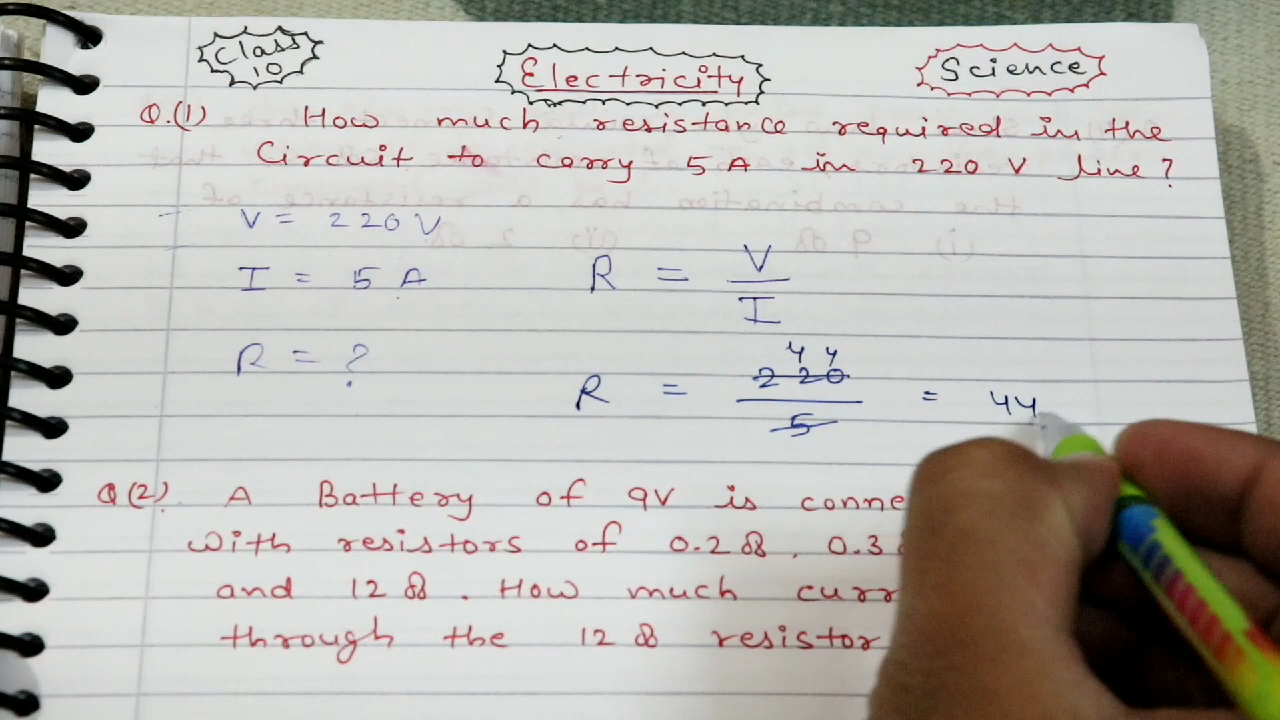 Class 10
Electricity
Science
Q.(1) How much resistance required in the
Circuit to carry 5 A in 220 V line?
V = 220 V
I = 5 A
R = V / I
R = ?
4 4
R = 220 / 5 = 44
Q(2). A Battery of 9V is conne
with resistors of 0.2 Ω, 0.3
and 12 Ω. How much curr
through the 12 Ω resistor